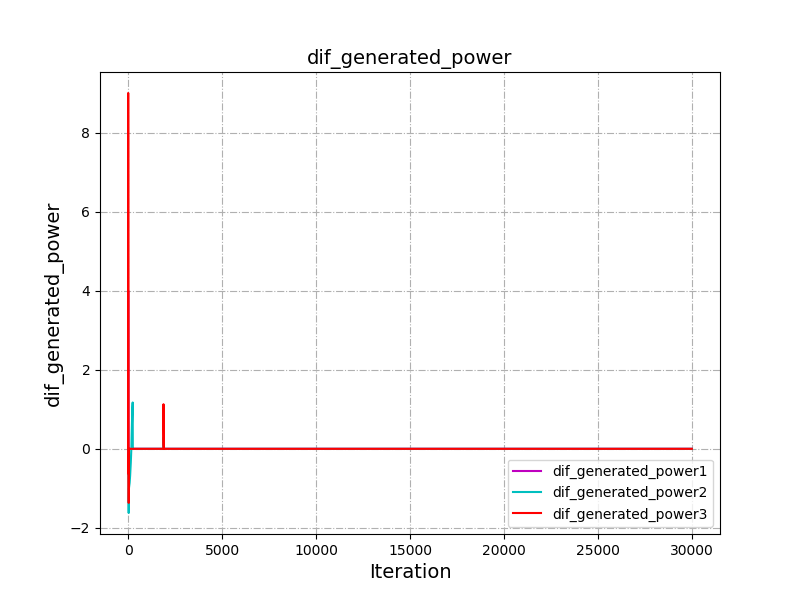 dif_generated_power
dif_generated_power
8
6
4
2
0
−2
0 5000 10000 15000 20000 25000 30000
Iteration
dif_generated_power1
dif_generated_power2
dif_generated_power3